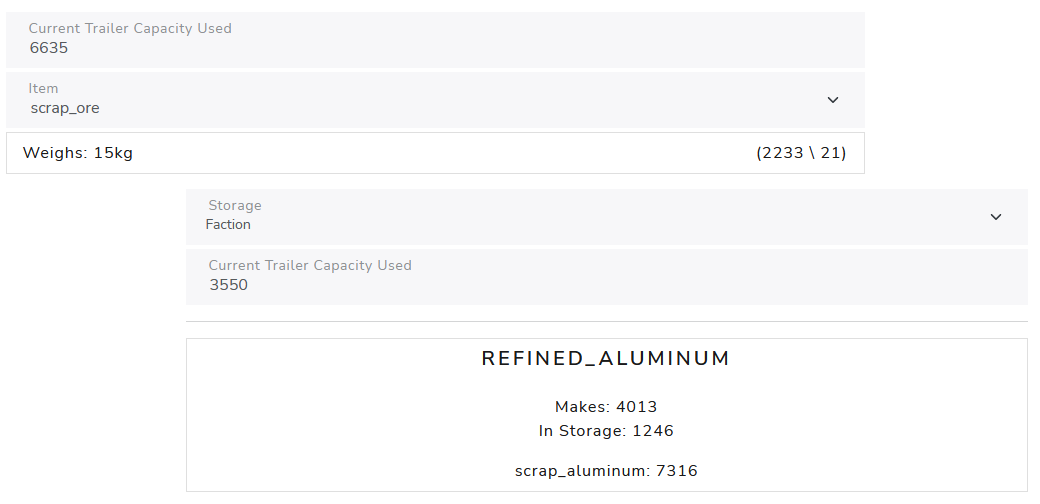 Current Trailer Capacity Used
6635
Item
scrap_ore
Weighs: 15kg (2233 \ 21)
Storage
Faction
Current Trailer Capacity Used
3550
REFINED_ALUMINUM
Makes: 4013
In Storage: 1246
scrap_aluminum: 7316